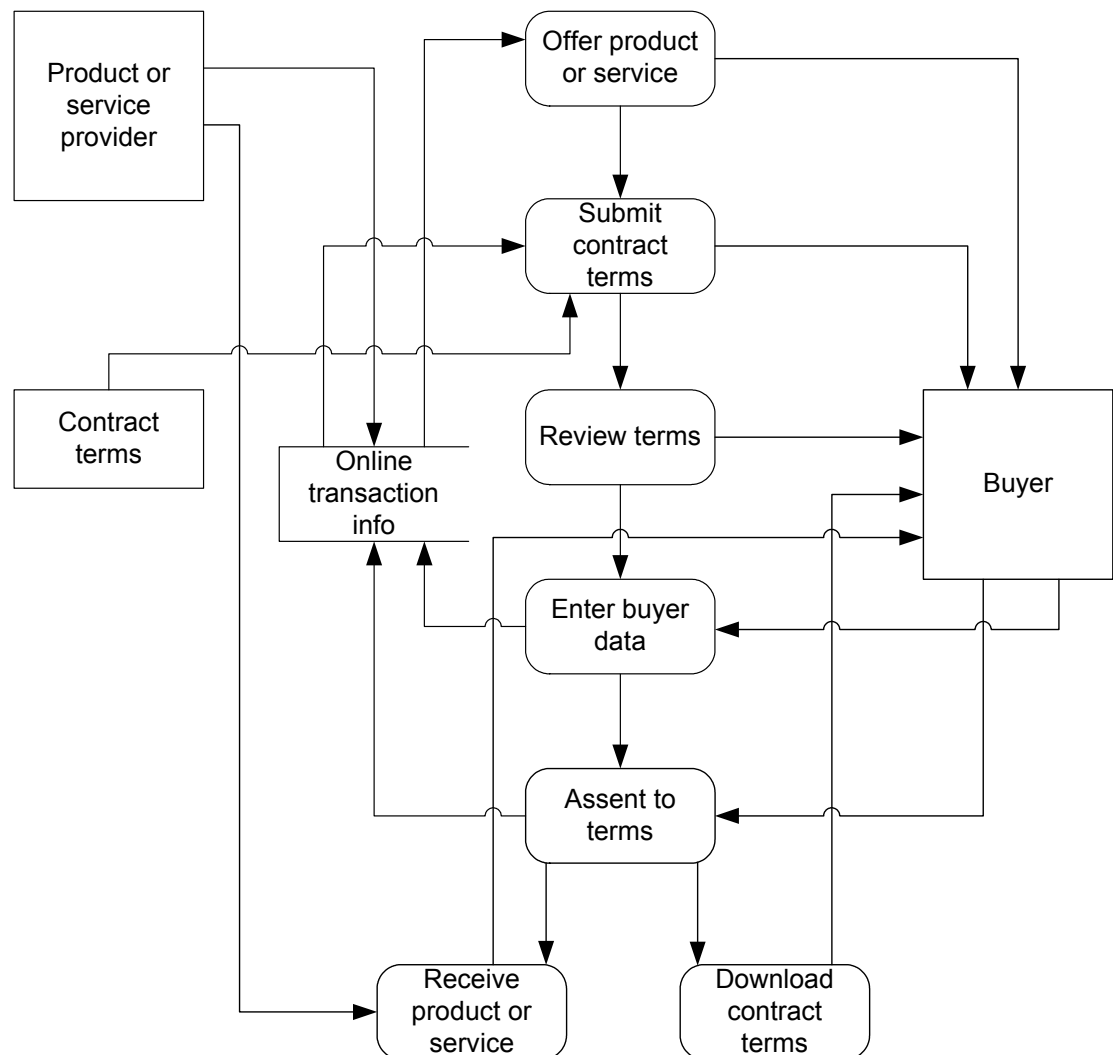 Offer product
or service
Product or
service
provider
Submit
contract
terms
Contract
terms
Review terms
Online
transaction
info
Buyer
Enter buyer
data
Assent to
terms
Receive
product or
service
Download
contract
terms